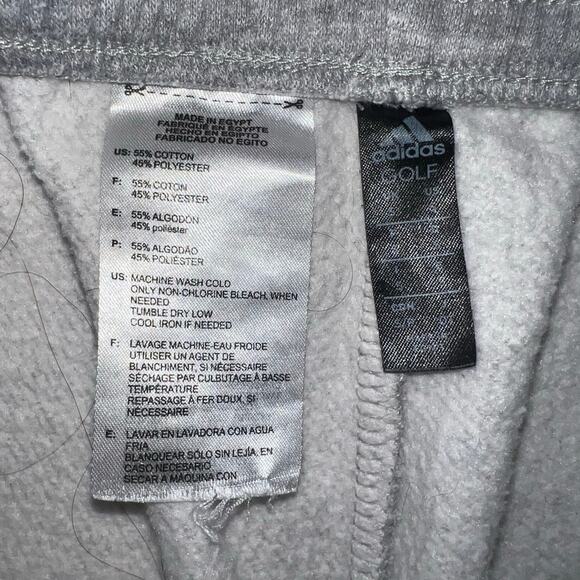 MADE IN EGYPT
FABRIQUÉ EN ÉGYPTE
HECHO EN EGIPTO
FABRICADO NO EGITO
US: 55% COTTON
45% POLYESTER
F: 55% COTON
45% POLYESTER
E: 55% ALGODÓN
45% poliéster
P: 55% ALGODÃO
45% POLIÉSTER
US: MACHINE WASH COLD
ONLY NON-CHLORINE BLEACH, WHEN
NEEDED
TUMBLE DRY LOW
COOL IRON IF NEEDED
F: LAVAGE MACHINE-EAU FROIDE
UTILISER UN AGENT DE
BLANCHIMENT, SI NÉCESSAIRE
SÉCHAGE PAR CULBUTAGE À BASSE
TEMPÉRATURE
REPASSAGE À FER DOUX, SI
NÉCESSAIRE
E: LAVAR EN LAVADORA CON AGUA
FRIA
BLANQUEAR SÓLO SIN LEJÍA, EN
CASO NECESARIO
SECAR A MÁQUINA CON
adidas
GOLF